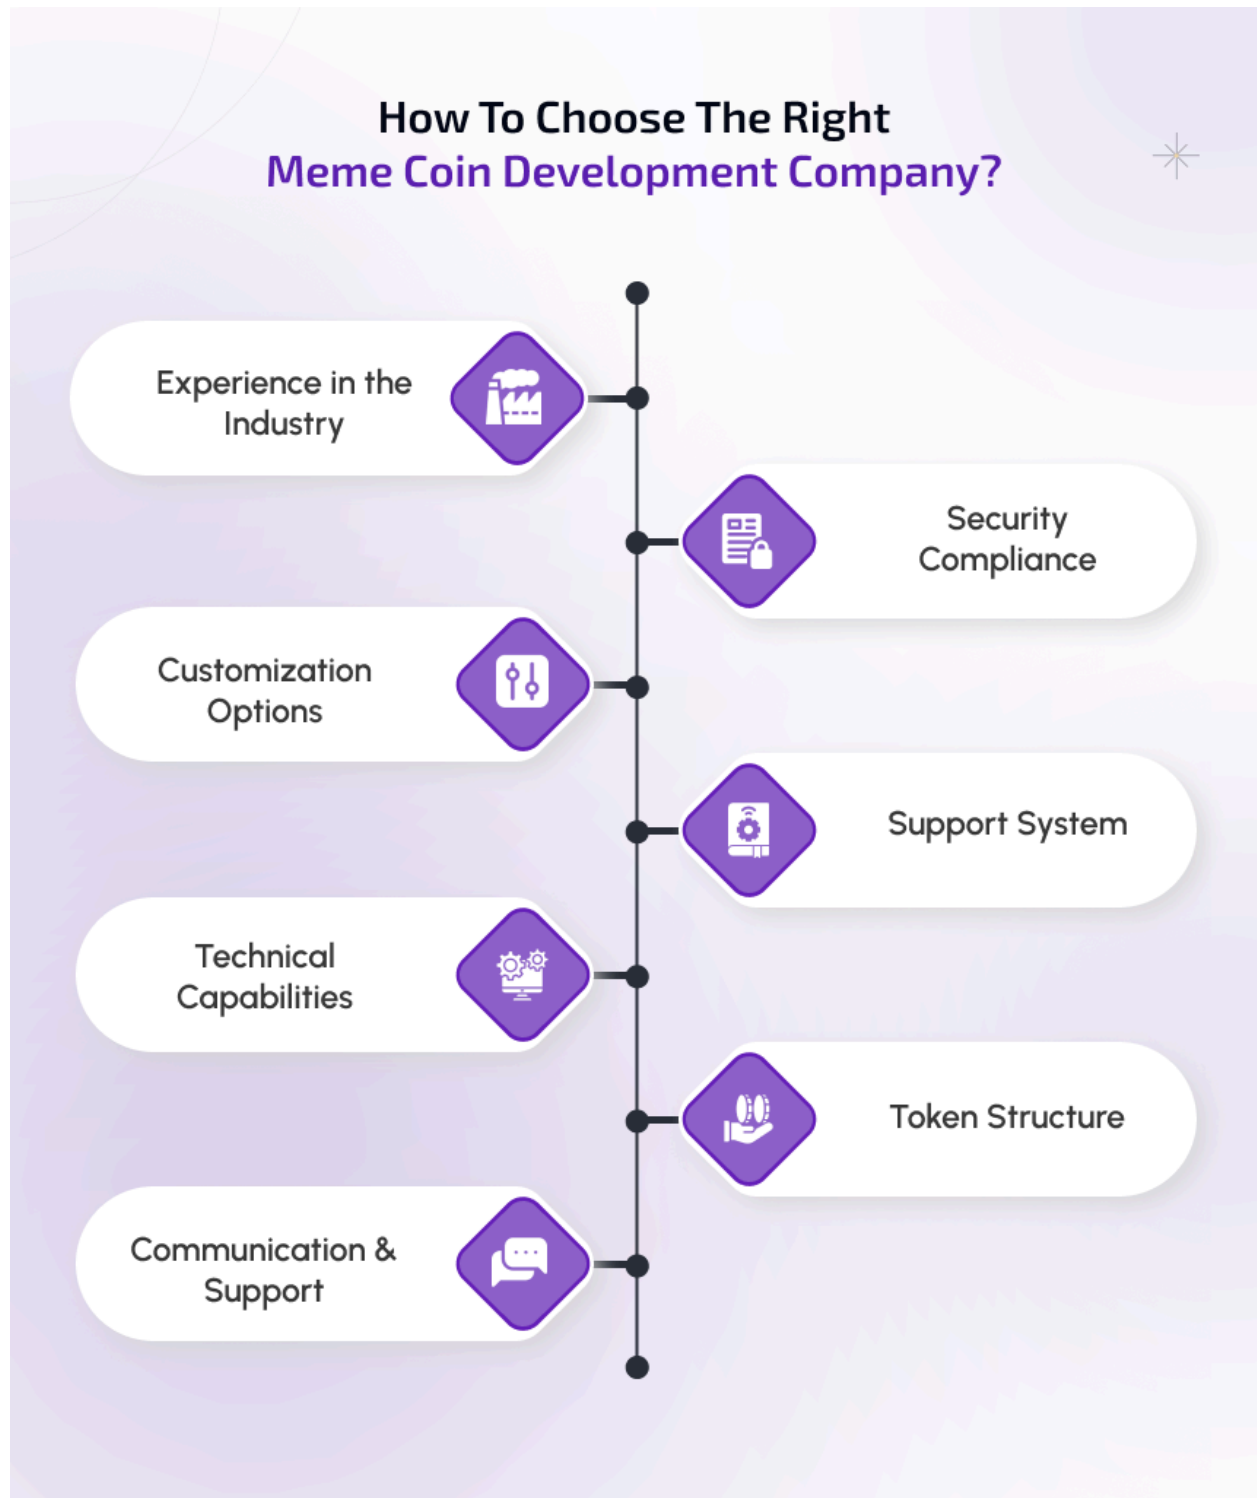 How To Choose The Right
Meme Coin Development Company?
Experience in the
Industry
Security
Compliance
Customization
Options
Support System
Technical
Capabilities
Token Structure
Communication &
Support